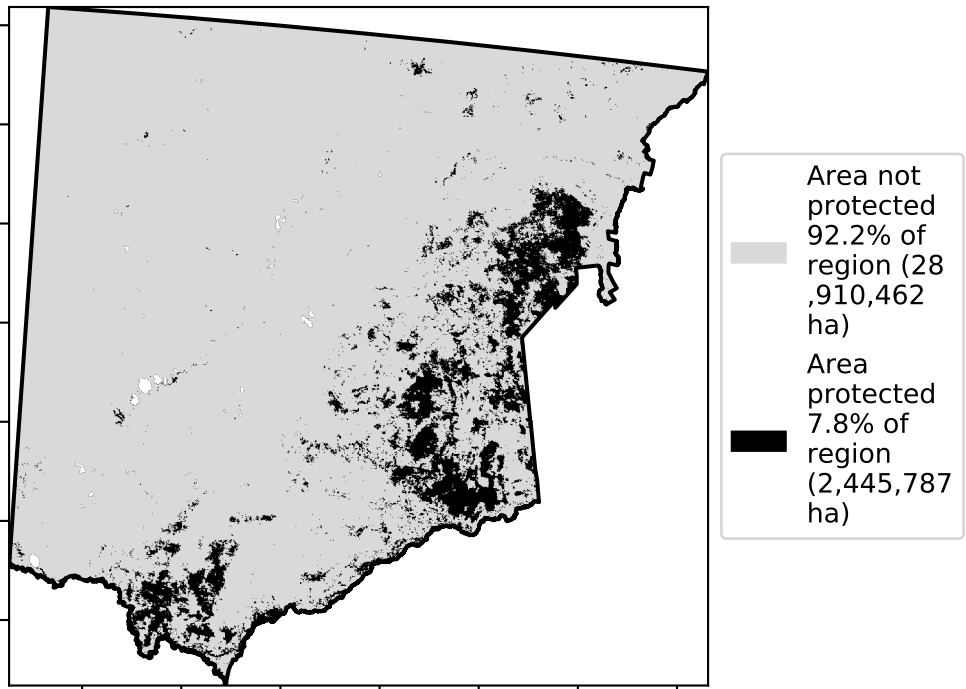 Area not
protected
92.2% of
region (28
,910,462
ha)
Area
protected
7.8% of
region
(2,445,787
ha)